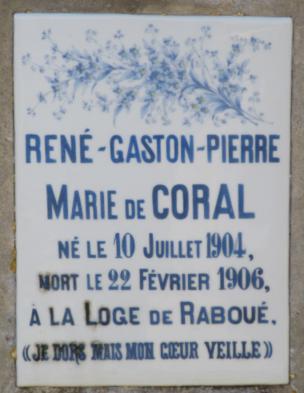 RENÉ-GASTON-PIERRE
MARIE DE CORAL
NÉ LE 10 JUILLET 1904,
MORT LE 22 FÉVRIER 1906,
À LA LOGE DE RABOUÉ.
«JE DORS MAIS MON CŒUR VEILLE»